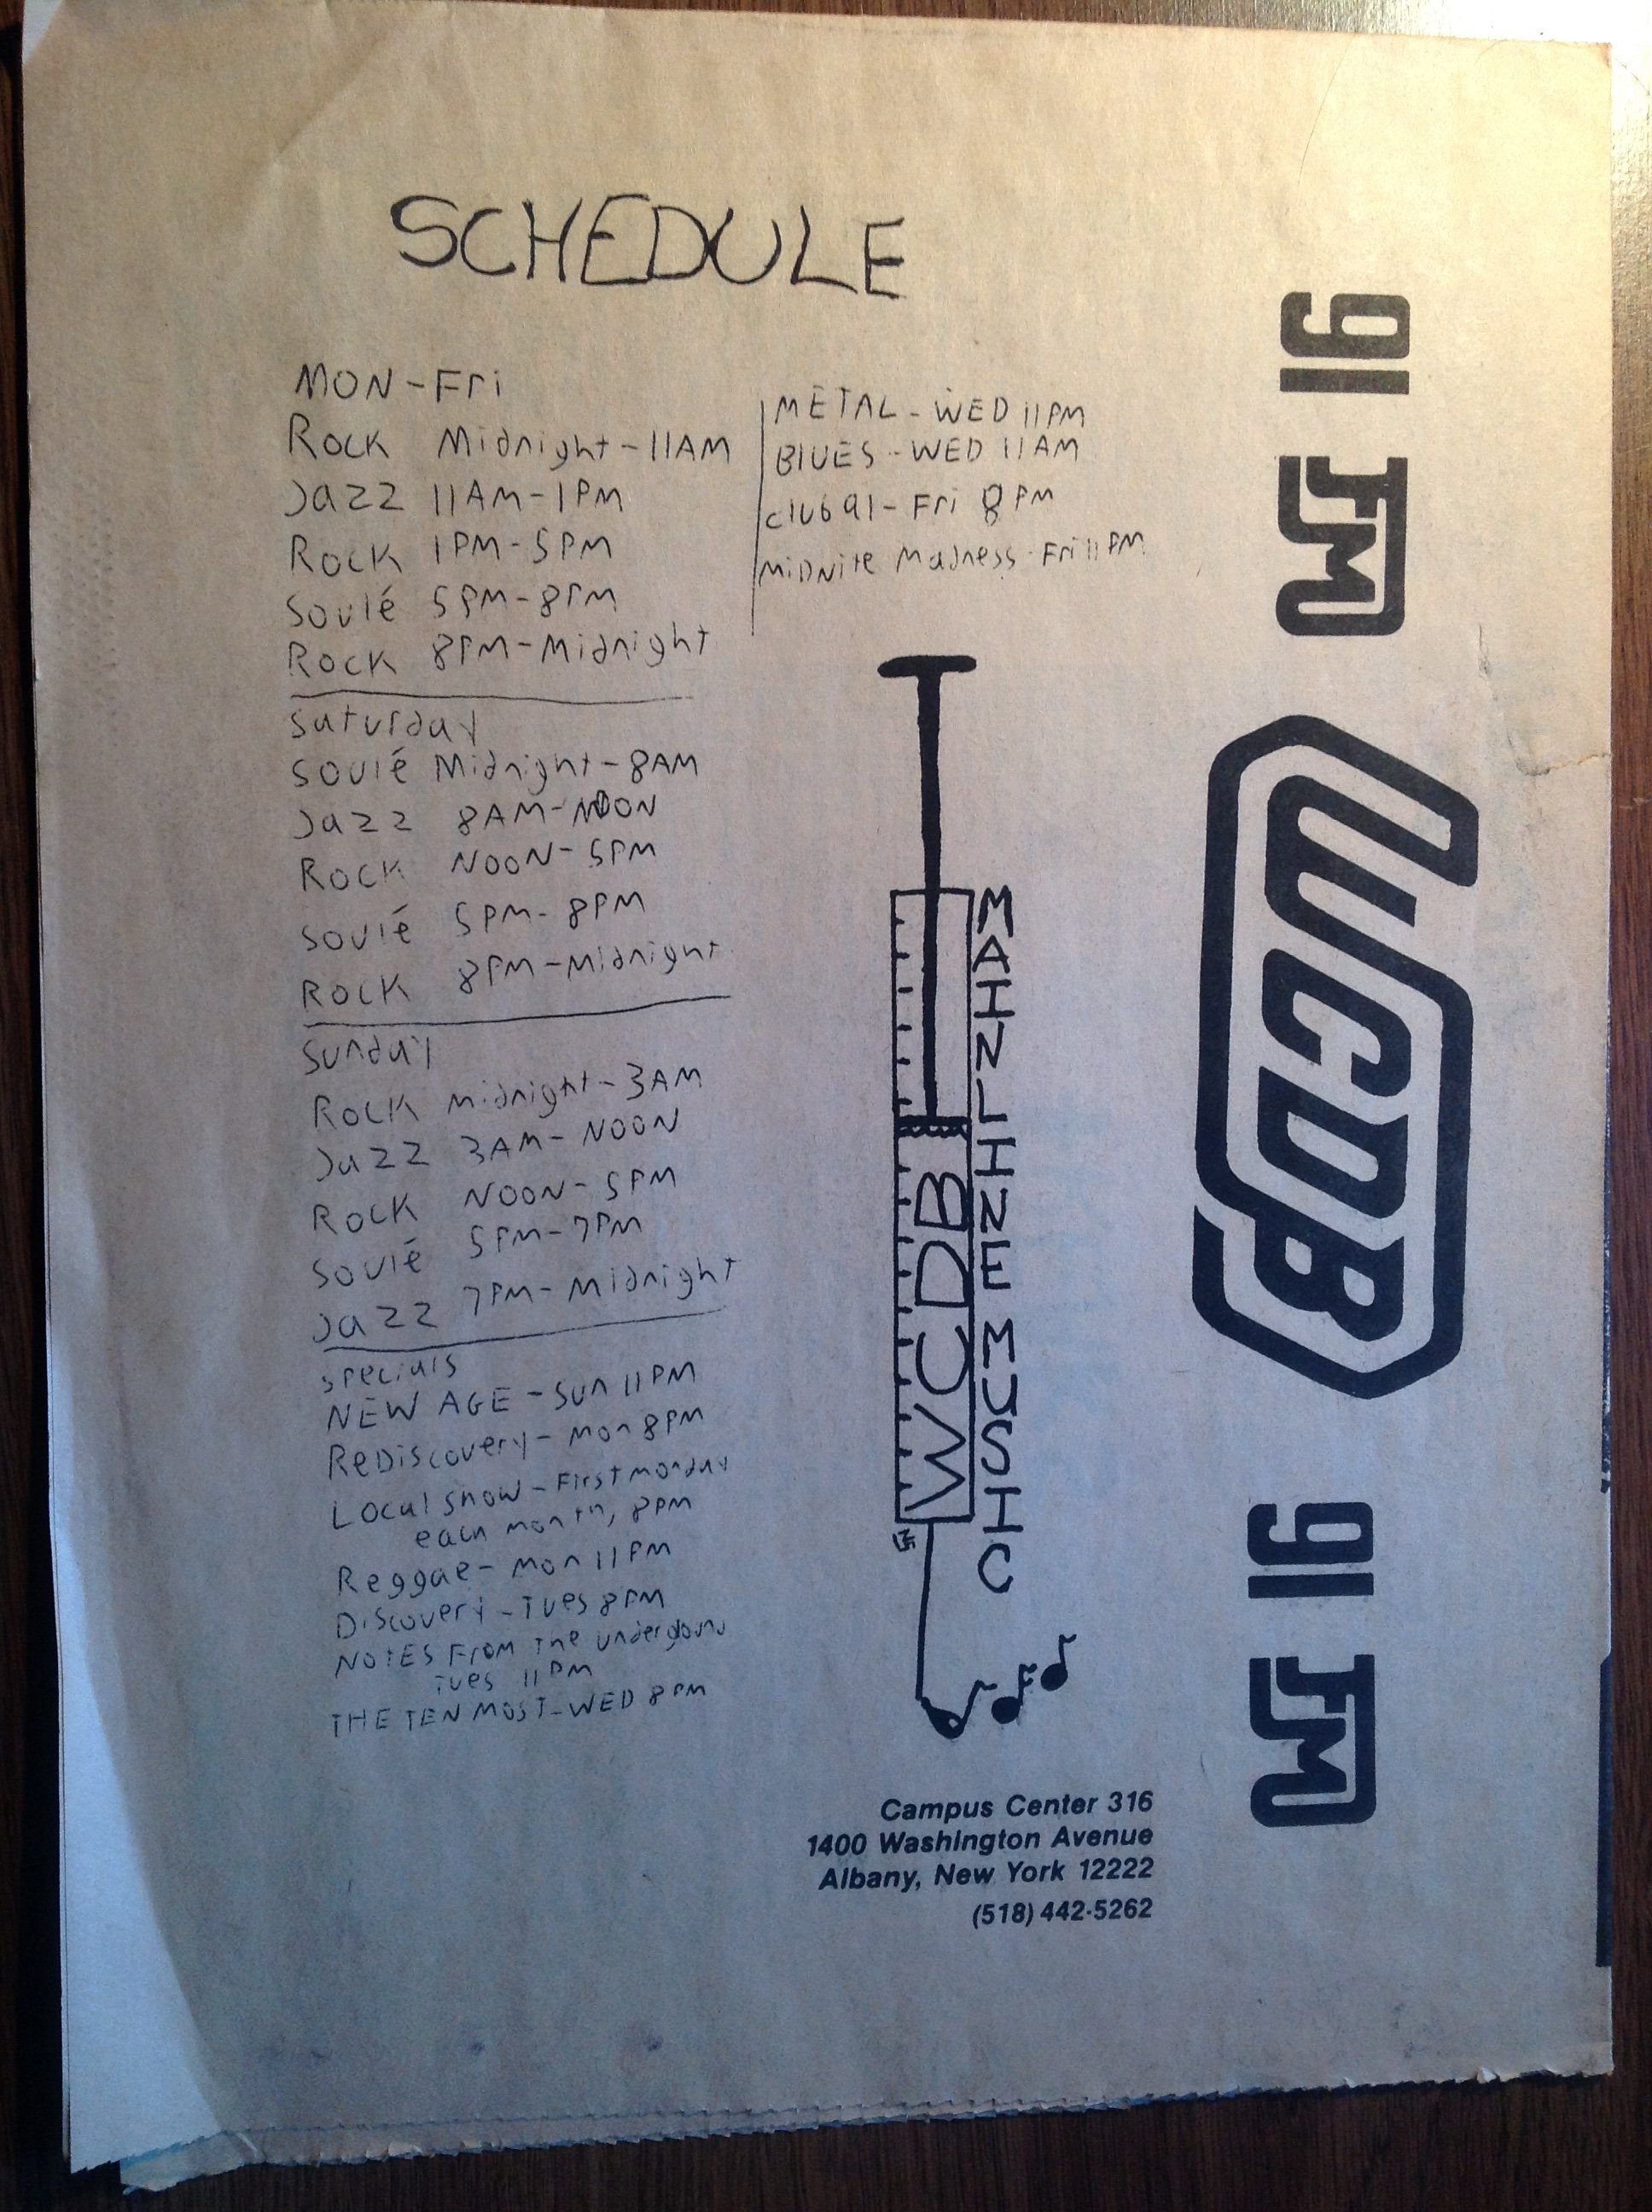 SCHEDULE
MON-Fri
Rock Midnight-11AM
Jazz 11AM-1PM
Rock 1PM-5PM
Soulé 5PM-8PM
Rock 8PM-Midnight
METAL-WED 11PM
BlUES-WED 11AM
club 91-Fri 8PM
MiDNite Madness-Fri 11PM
saturday
soulé Midnight-8AM
Jazz 8AM-NOON
Rock NOON-5PM
soulé 5PM-8PM
Rock 8PM-Midnight
sunday
Rock Midnight-3AM
Jazz 3AM-NOON
Rock NOON-5PM
soulé 5PM-7PM
Jazz 7PM-Midnight
specials
NEW AGE-Sun 11PM
ReDiscovery-Mon 8PM
Local show-First monday
each month, 8PM
Reggae-Mon 11PM
Discovery-Tues 8PM
NOTES From The underground
Tues 11PM
THE TEN MOST-WED 8PM
WCDB
MAINLINE MUSIC
Campus Center 316
1400 Washington Avenue
Albany, New York 12222
(518) 442-5262
91 FM
WCDB
91 FM